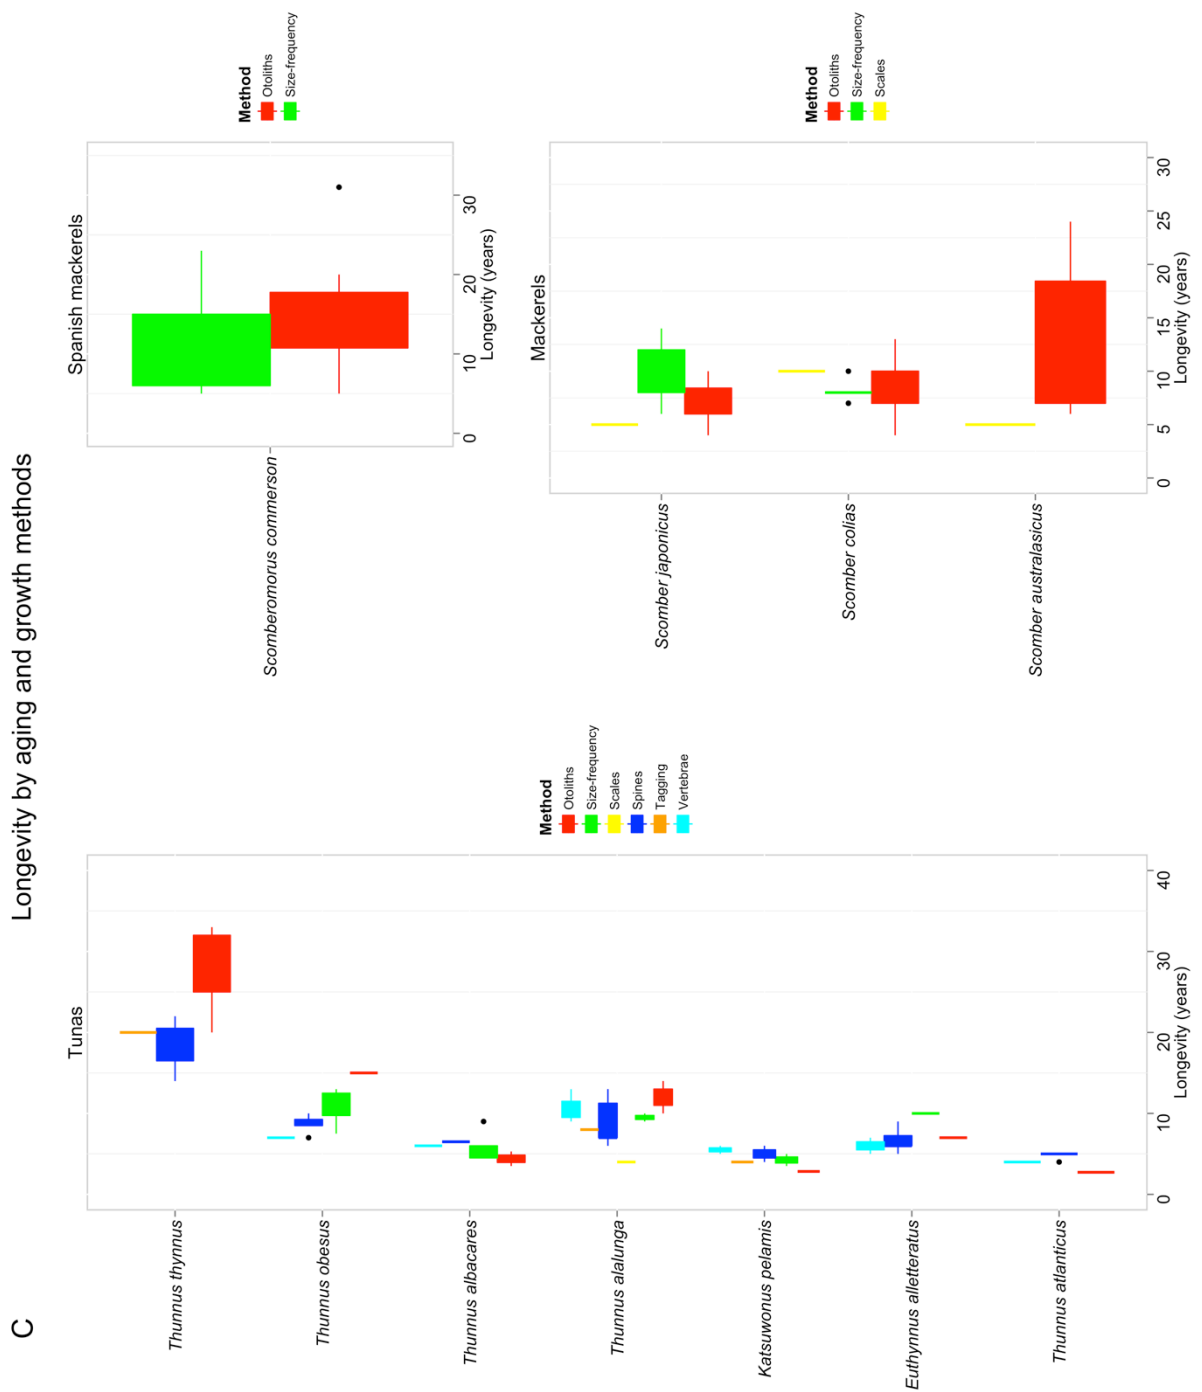 C
Longevity by aging and growth methods
Tunas
Thunnus thynnus
Thunnus obesus
Thunnus albacares
Thunnus alalunga
Katsuwonus pelamis
Euthynnus alletteratus
Thunnus atlanticus
0 10 20 30 40
Longevity (years)
Method
Otoliths
Size-frequency
Scales
Spines
Tagging
Vertebrae
Spanish mackerels
Scomberomorus commerson
0 10 20 30
Longevity (years)
Method
Otoliths
Size-frequency
Mackerels
Scomber japonicus
Scomber colias
Scomber australasicus
0 5 10 15 20 25 30
Longevity (years)
Method
Otoliths
Size-frequency
Scales